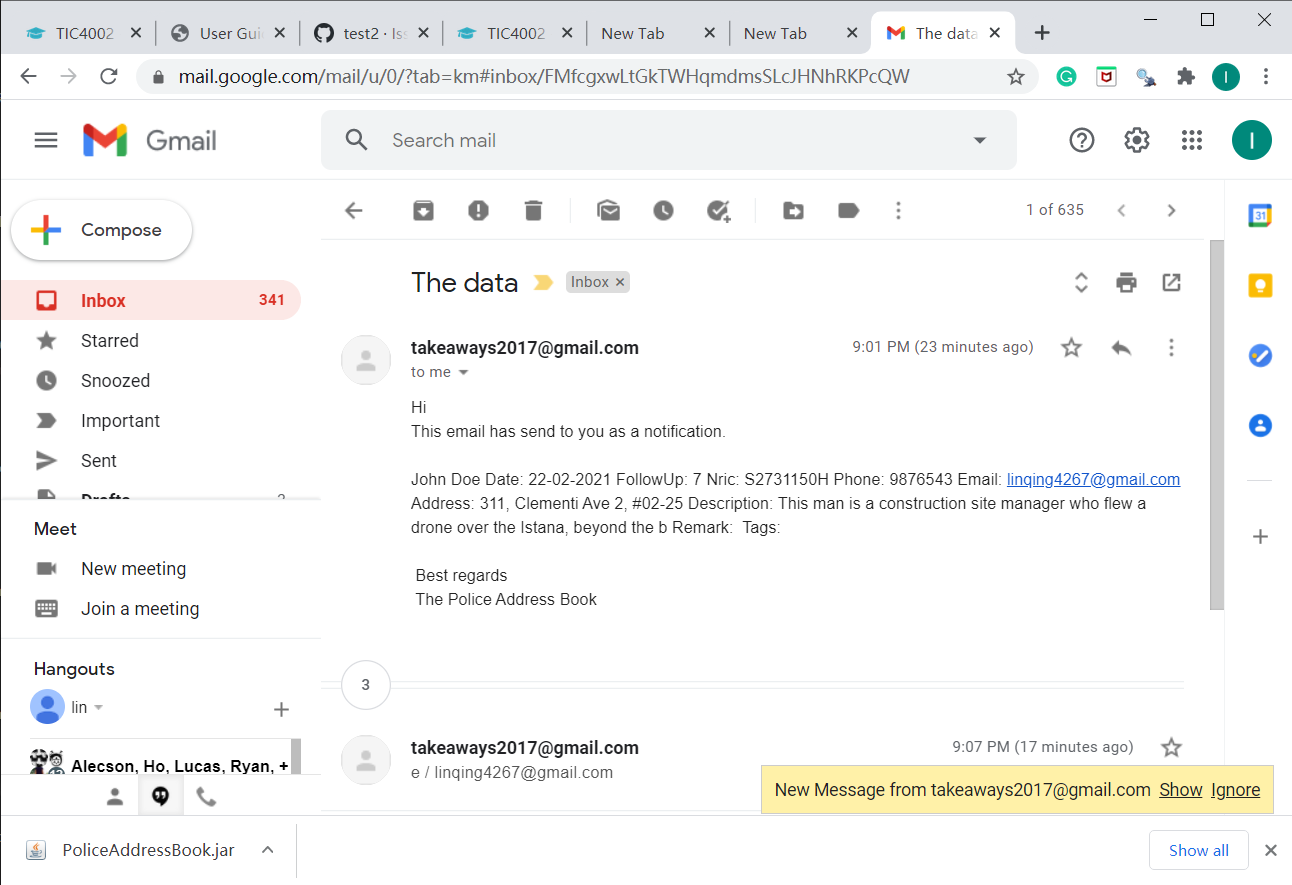 TIC4002
User Gui
test2 · Iss
TIC4002
New Tab
New Tab
The data
mail.google.com/mail/u/0/?tab=km#inbox/FMfcgxwLtGkTWHqmdmsSLcJHNhRKPcQW
G
I
Gmail
Search mail
I
Compose
1 of 635
31
The data
Inbox ×
Inbox 341
Starred
Snoozed
Important
Sent
Drafts
takeaways2017@gmail.com
9:01 PM (23 minutes ago)
to me
Hi
This email has send to you as a notification.
John Doe Date: 22-02-2021 FollowUp: 7 Nric: S2731150H Phone: 9876543 Email: linqing4267@gmail.com
Address: 311, Clementi Ave 2, #02-25 Description: This man is a construction site manager who flew a
drone over the Istana, beyond the b Remark:  Tags:
Best regards
The Police Address Book
Meet
New meeting
Join a meeting
Hangouts
lin
Alecson, Ho, Lucas, Ryan, +
3
takeaways2017@gmail.com
9:07 PM (17 minutes ago)
e / linqing4267@gmail.com
New Message from takeaways2017@gmail.com Show Ignore
PoliceAddressBook.jar
Show all